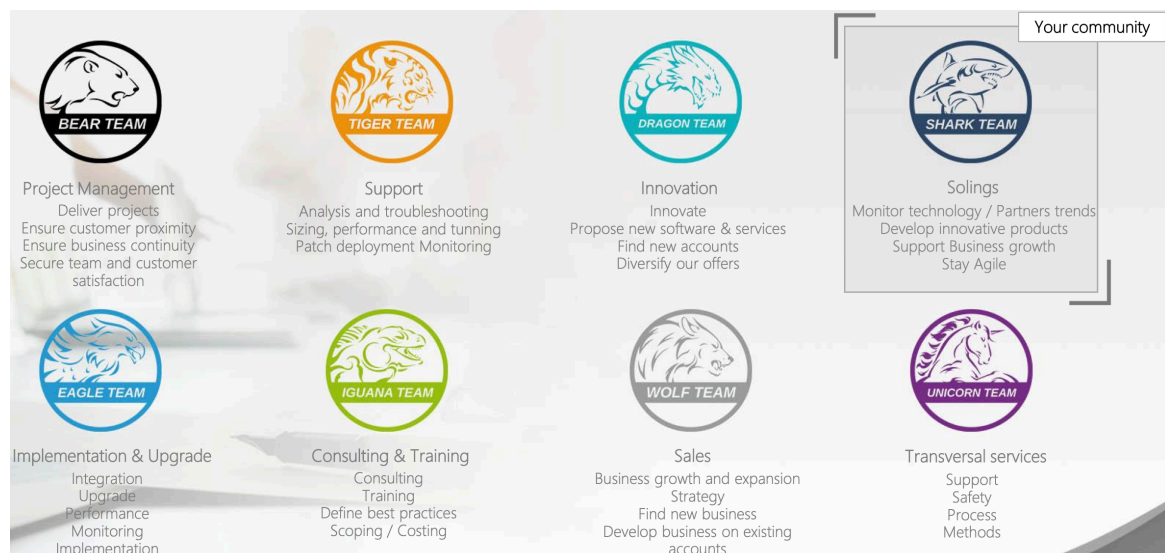 Your community
BEAR TEAM
Project Management
Deliver projects
Ensure customer proximity
Ensure business continuity
Secure team and customer
satisfaction
TIGER TEAM
Support
Analysis and troubleshooting
Sizing, performance and tunning
Patch deployment Monitoring
DRAGON TEAM
Innovation
Innovate
Propose new software & services
Find new accounts
Diversify our offers
SHARK TEAM
Solings
Monitor technology / Partners trends
Develop innovative products
Support Business growth
Stay Agile
EAGLE TEAM
Implementation & Upgrade
Integration
Upgrade
Performance
Monitoring
Implementation
IGUANA TEAM
Consulting & Training
Consulting
Training
Define best practices
Scoping / Costing
WOLF TEAM
Sales
Business growth and expansion
Strategy
Find new business
Develop business on existing
accounts
UNICORN TEAM
Transversal services
Support
Safety
Process
Methods